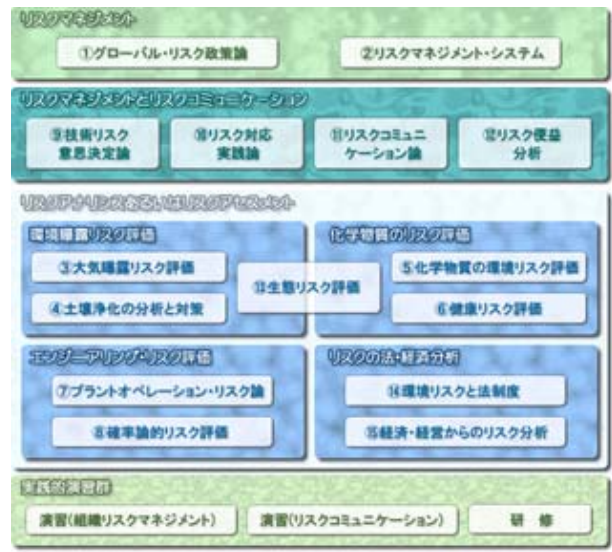 リスクマネジメント
①グローバル・リスク政策論
②リスクマネジメント・システム
リスクマネジメントとリスクコミュニケーション
⑨技術リスク
意思決定論
⑩リスク対応
実践論
⑪リスクコミュニ
ケーション論
⑫リスク便益
分析
リスクアナリシスあるいはリスクアセスメント
環境曝露リスク評価
③大気曝露リスク評価
④土壌浄化の分析と対策
⑬生態リスク評価
化学物質のリスク評価
⑤化学物質の環境リスク評価
⑥健康リスク評価
エンジニアリング・リスク評価
⑦プラントオペレーション・リスク論
⑧確率論的リスク評価
リスクの法・経済分析
⑭環境リスクと法制度
⑮経済・経営からのリスク分析
実践的演習群
演習(組織リスクマネジメント)
演習(リスクコミュニケーション)
研 修